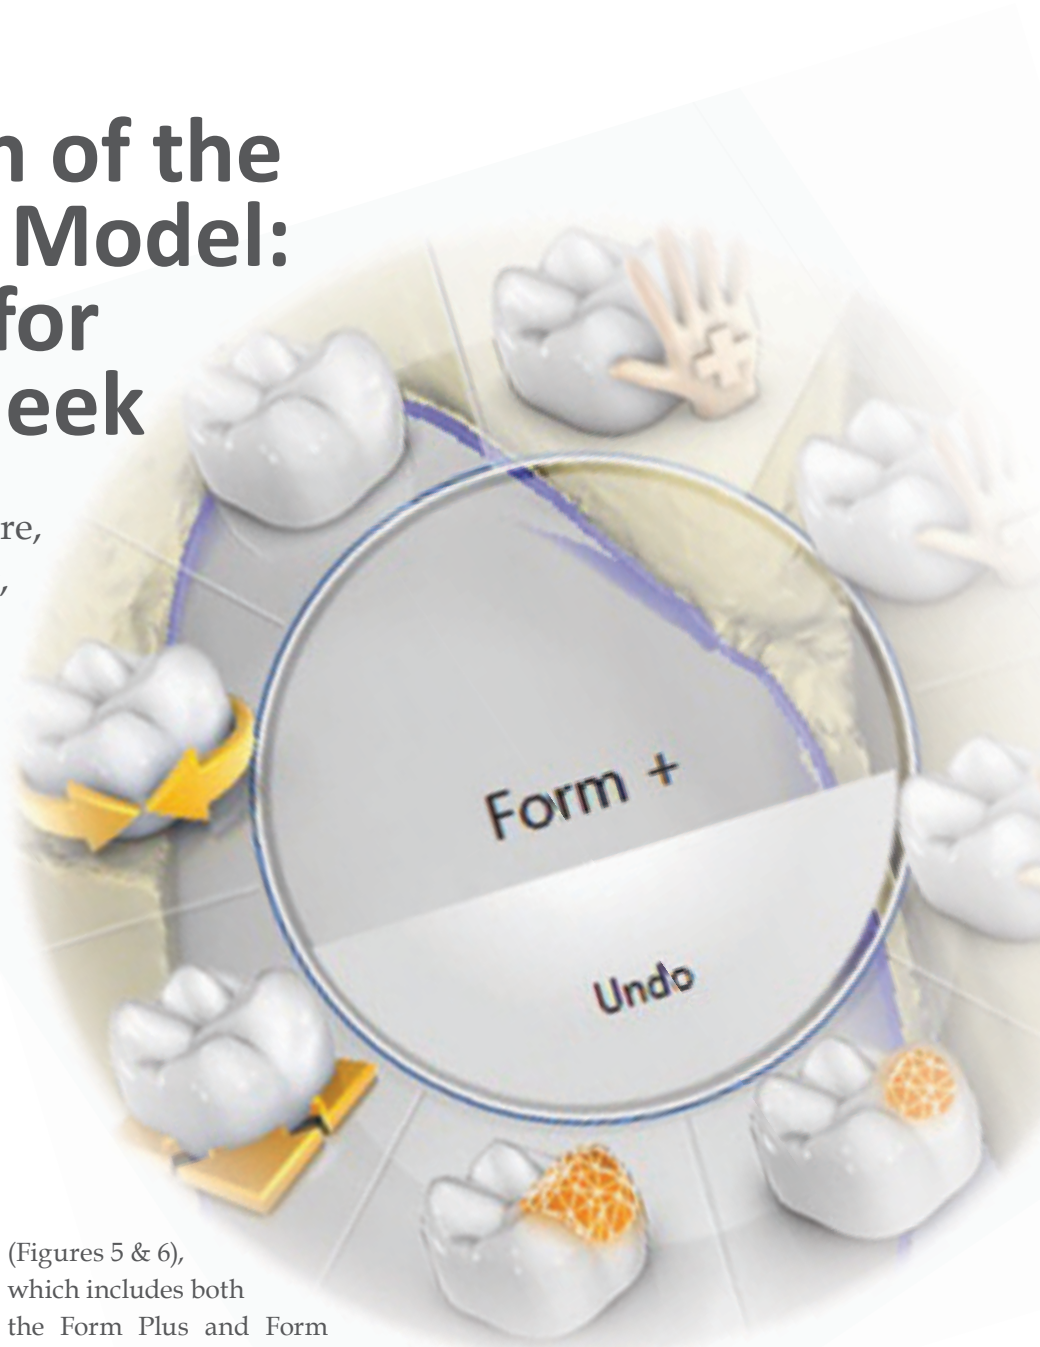 n of the
Model:
for
eek
re,
,
Form +
Undo
(Figures 5 & 6),
which includes both
the Form Plus and Form